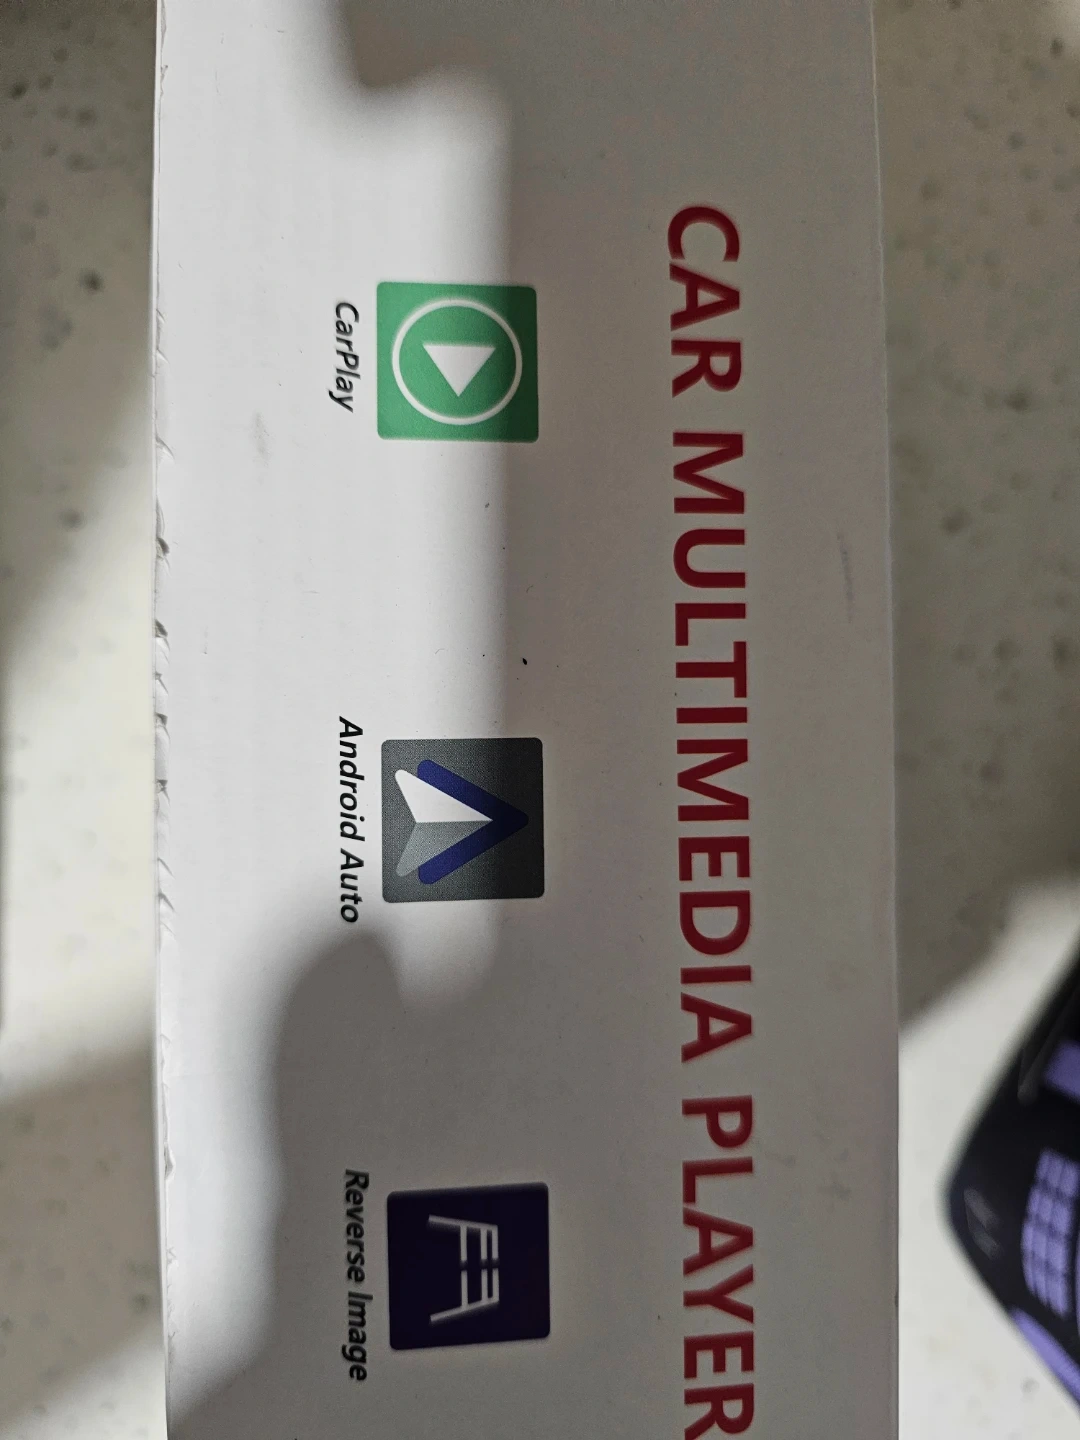 CAR MULTIMEDIA PLAYER
CarPlay
Android Auto
Reverse Image